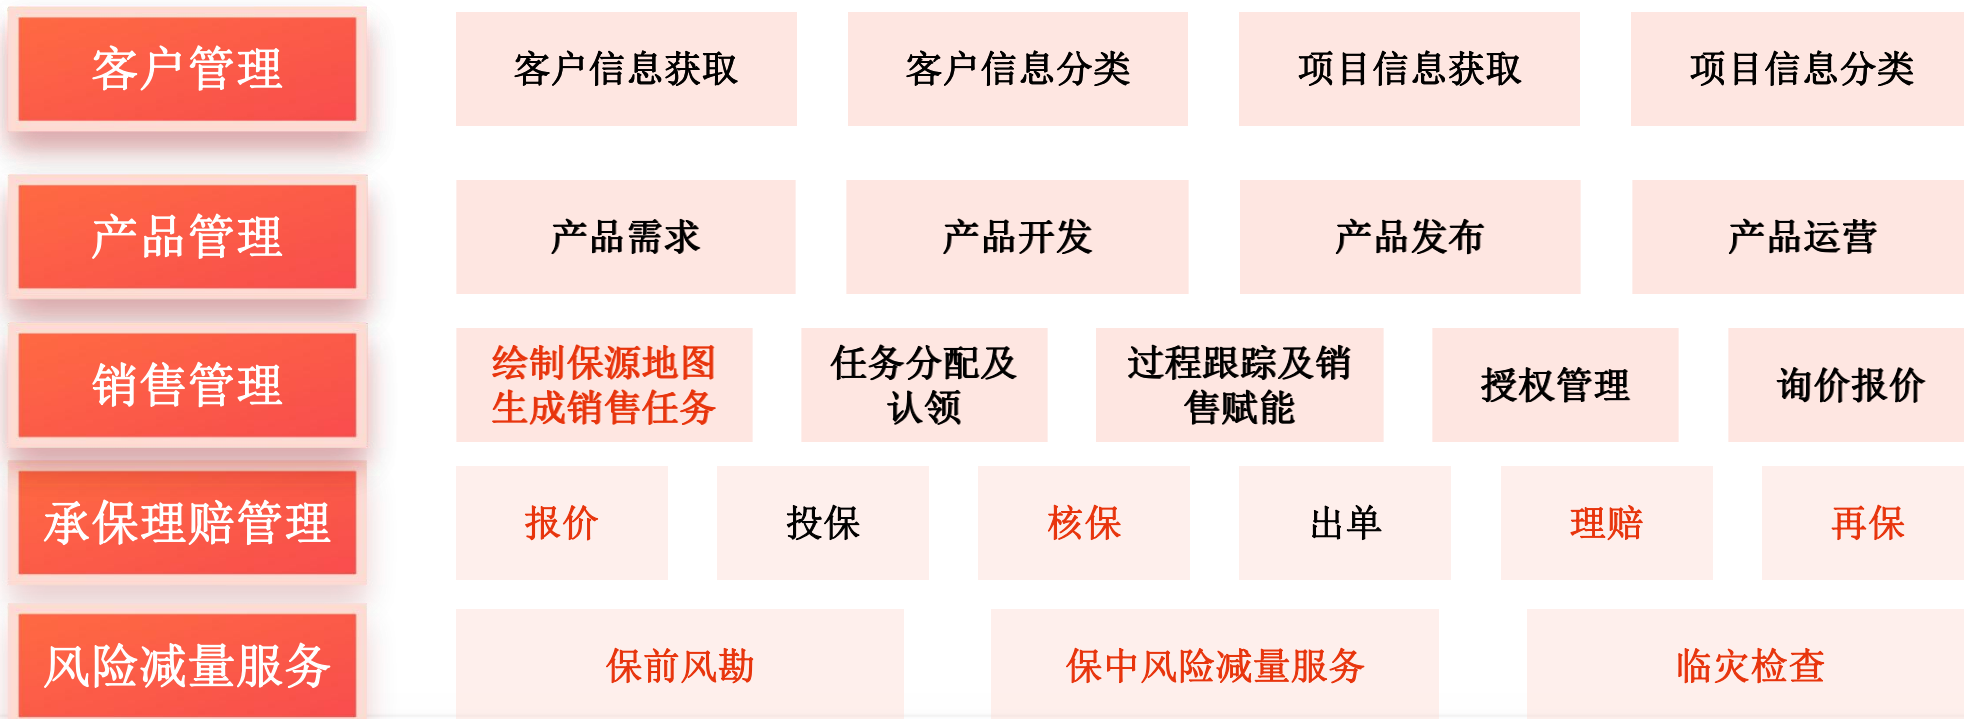 客户管理
客户信息获取
客户信息分类
项目信息获取
项目信息分类
产品管理
产品需求
产品开发
产品发布
产品运营
销售管理
绘制保源地图
生成销售任务
任务分配及
认领
过程跟踪及销
售赋能
授权管理
询价报价
承保理赔管理
报价
投保
核保
出单
理赔
再保
风险减量服务
保前风勘
保中风险减量服务
临灾检查